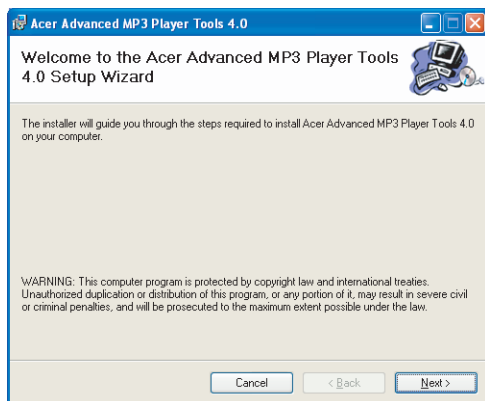 Acer Advanced MP3 Player Tools 4.0
Welcome to the Acer Advanced MP3 Player Tools
4.0 Setup Wizard
The installer will guide you through the steps required to install Acer Advanced MP3 Player Tools 4.0
on your computer.
WARNING: This computer program is protected by copyright law and international treaties.
Unauthorized duplication or distribution of this program, or any portion of it, may result in severe civil
or criminal penalties, and will be prosecuted to the maximum extent possible under the law.
Cancel < Back Next >